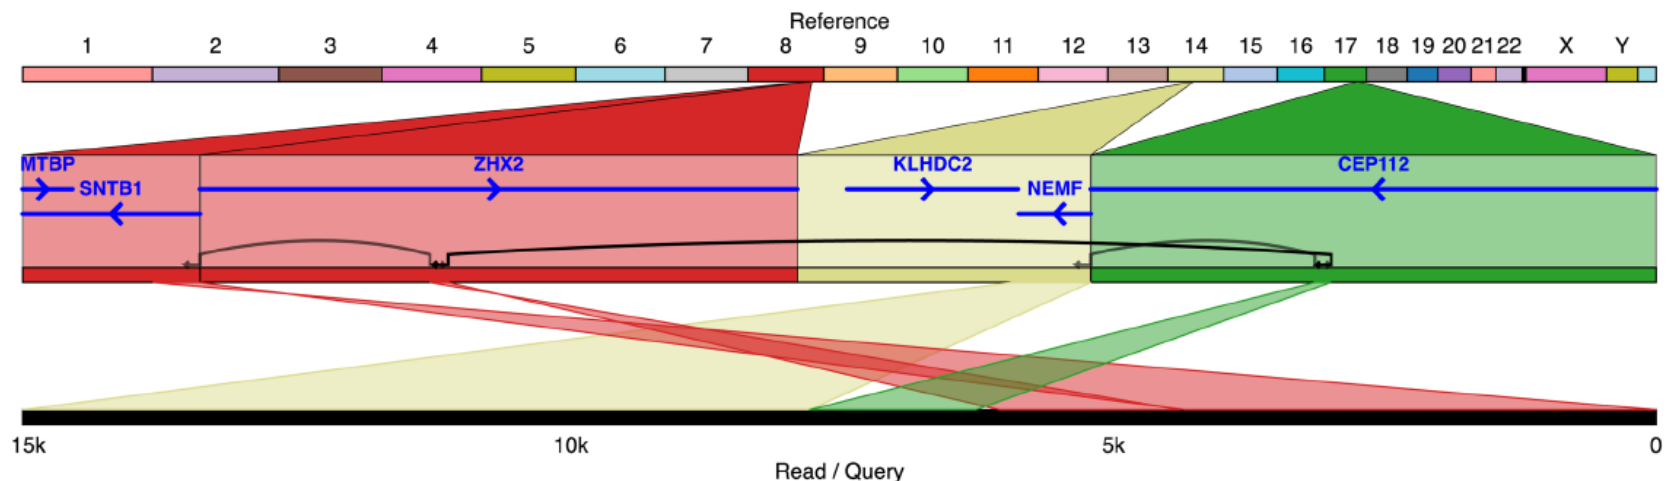 Reference
1 2 3 4 5 6 7 8 9 10 11 12 13 14 15 16 17 18 19 20 21 22 X Y
MTBP ZHX2 KLHDC2 CEP112
SNTB1 NEMF
15k 10k 5k 0
Read / Query